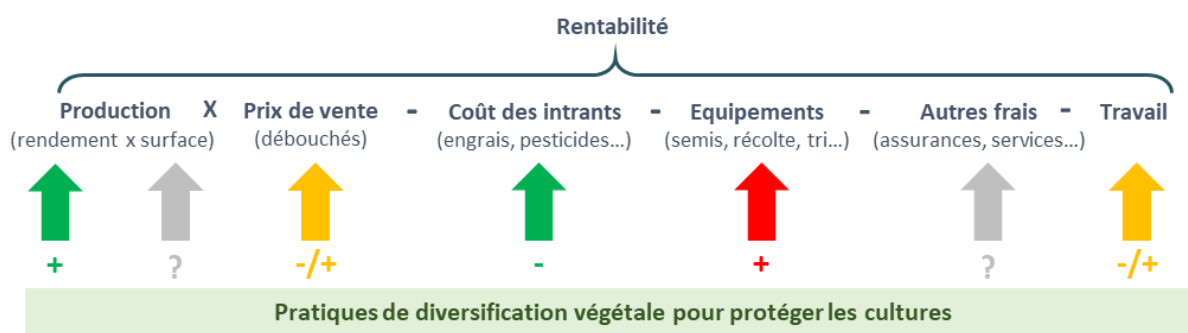 Rentabilité
Production X Prix de vente - Coût des intrants - Equipements - Autres frais - Travail
(rendement x surface) (débouchés) (engrais, pesticides...) (semis, récolte, tri...) (assurances, services...)
+ ? -/+ - + ? -/+
Pratiques de diversification végétale pour protéger les cultures